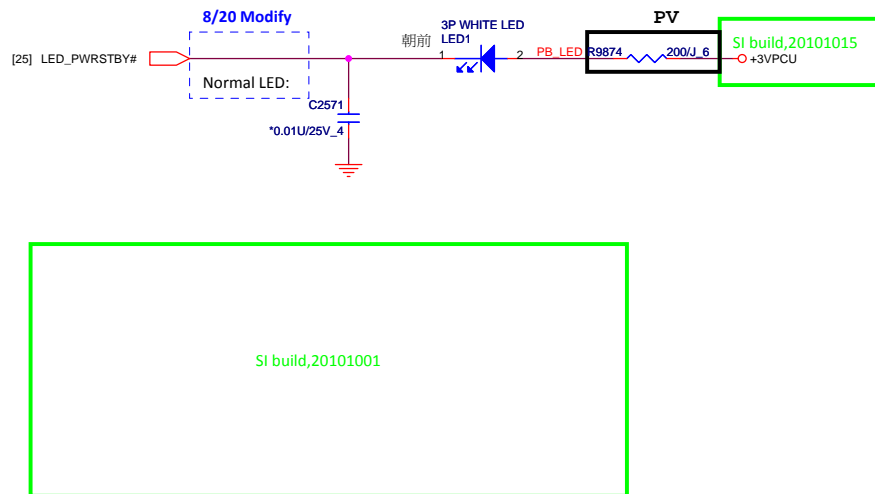 8/20 Modify
3P WHITE LED
LED1
PV
SI build,20101015
[25] LED_PWRSTBY#
朝前
1
2
PB_LED
R9874
200/J_6
+3VPCU
Normal LED:
C2571
*0.01U/25V_4
SI build,20101001